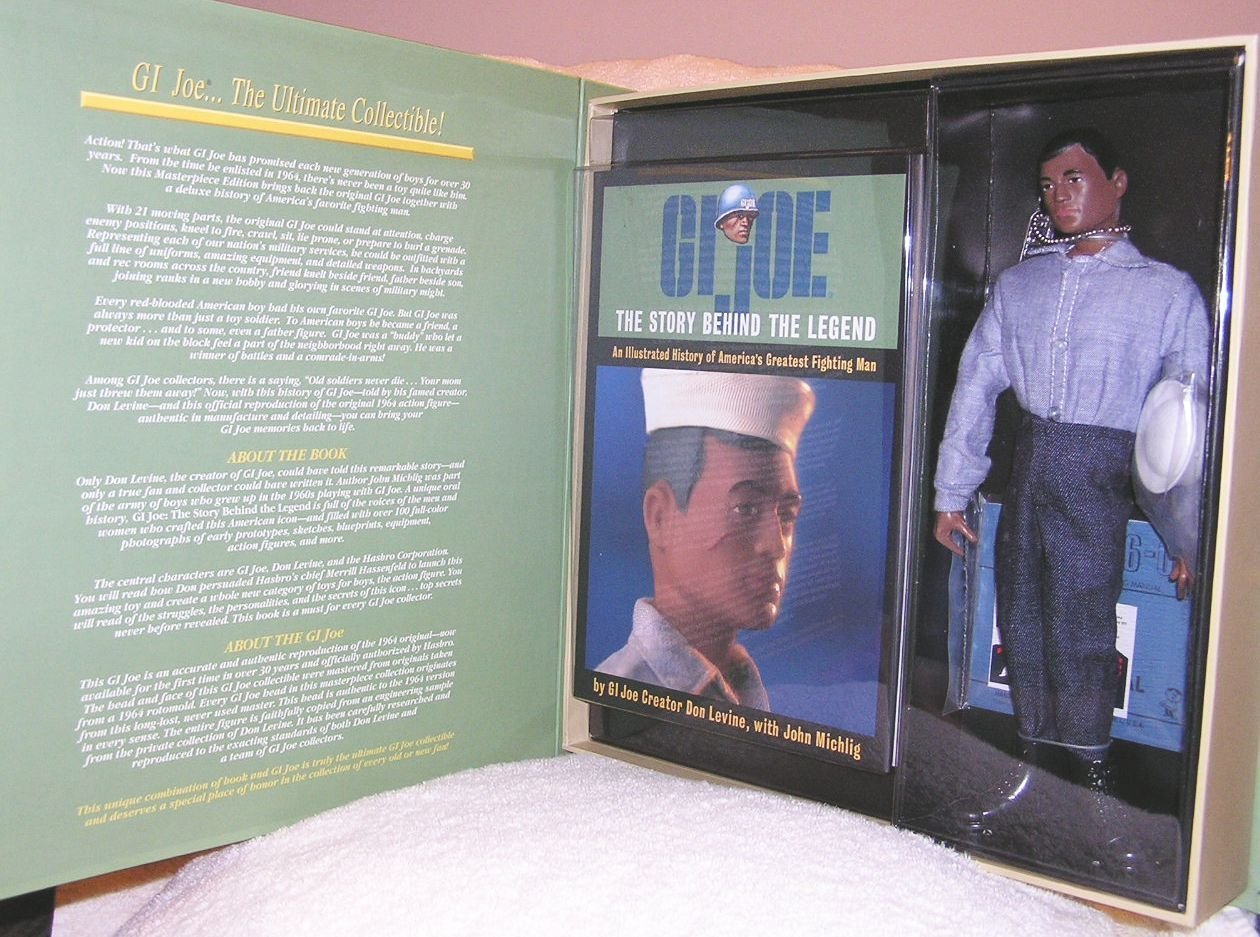 GI Joe... The Ultimate Collectible!
Action! That's what GI Joe has promised each new generation of boys for over 30
years. From the time he enlisted in 1964, there's never been a toy quite like him.
Now this Masterpiece Edition brings back the original GI Joe together with
a deluxe history of America's favorite fighting man.
With 21 moving parts, the original GI Joe could stand at attention, charge
enemy positions, kneel to fire, crawl, sit, lie prone, or prepare to hurl a grenade.
Representing each of our nation's military services, he could be outfitted with a
full line of uniforms, amazing equipment, and detailed weapons. In backyards
and rec rooms across the country, friend knelt beside friend, father beside son,
joining ranks in a new hobby and glorying in scenes of military might.
Every red-blooded American boy had his own favorite GI Joe. But GI Joe was
always more than just a toy soldier. To American boys he became a friend, a
protector . . . and to some, even a father figure. GI Joe was a "buddy" who let a
new kid on the block feel a part of the neighborhood right away. He was a
winner of battles and a comrade-in-arms!
Among GI Joe collectors, there is a saying, "Old soldiers never die . . . Your mom
just threw them away!" Now, with this history of GI Joe—told by his famed creator,
Don Levine—and this official reproduction of the original 1964 action figure—
authentic in manufacture and detailing—you can bring your
GI Joe memories back to life.
ABOUT THE BOOK
Only Don Levine, the creator of GI Joe, could have told this remarkable story—and
only a true fan and collector could have written it. Author John Michlig was part
of the army of boys who grew up in the 1960s playing with GI Joe. A unique oral
history, GI Joe: The Story Behind the Legend is full of the voices of the men and
women who crafted this American icon—and filled with over 100 full-color
photographs of early prototypes, sketches, blueprints, equipment,
action figures, and more.
The central characters are GI Joe, Don Levine, and the Hasbro Corporation.
You will read how Don persuaded Hasbro's chief Merrill Hassenfeld to launch this
amazing toy and create a whole new category of toys for boys, the action figure. You
will read of the struggles, the personalities, and the secrets of this icon . . . top secrets
never before revealed. This book is a must for every GI Joe collector.
ABOUT THE GI Joe
This GI Joe is an accurate and authentic reproduction of the 1964 original—now
available for the first time in over 30 years and officially authorized by Hasbro.
The head and face of this GI Joe collectible were mastered from originals taken
from a 1964 promold. Every GI Joe head in this masterpiece collection originates
from this long-lost, never used master. This head is authentic to the 1964 version
in every sense. The entire figure is faithfully copied from an engineering sample
from the private collection of Don Levine. It has been carefully researched and
reproduced to the exacting standards of both Don Levine and
a team of GI Joe collectors.
This unique combination of book and GI Joe is truly the ultimate GI Joe collectible
and deserves a special place of honor in the collection of every old or new fan!
GI JOE
THE STORY BEHIND THE LEGEND
An Illustrated History of America's Greatest Fighting Man
by GI Joe Creator Don Levine, with John Michlig
MANUAL